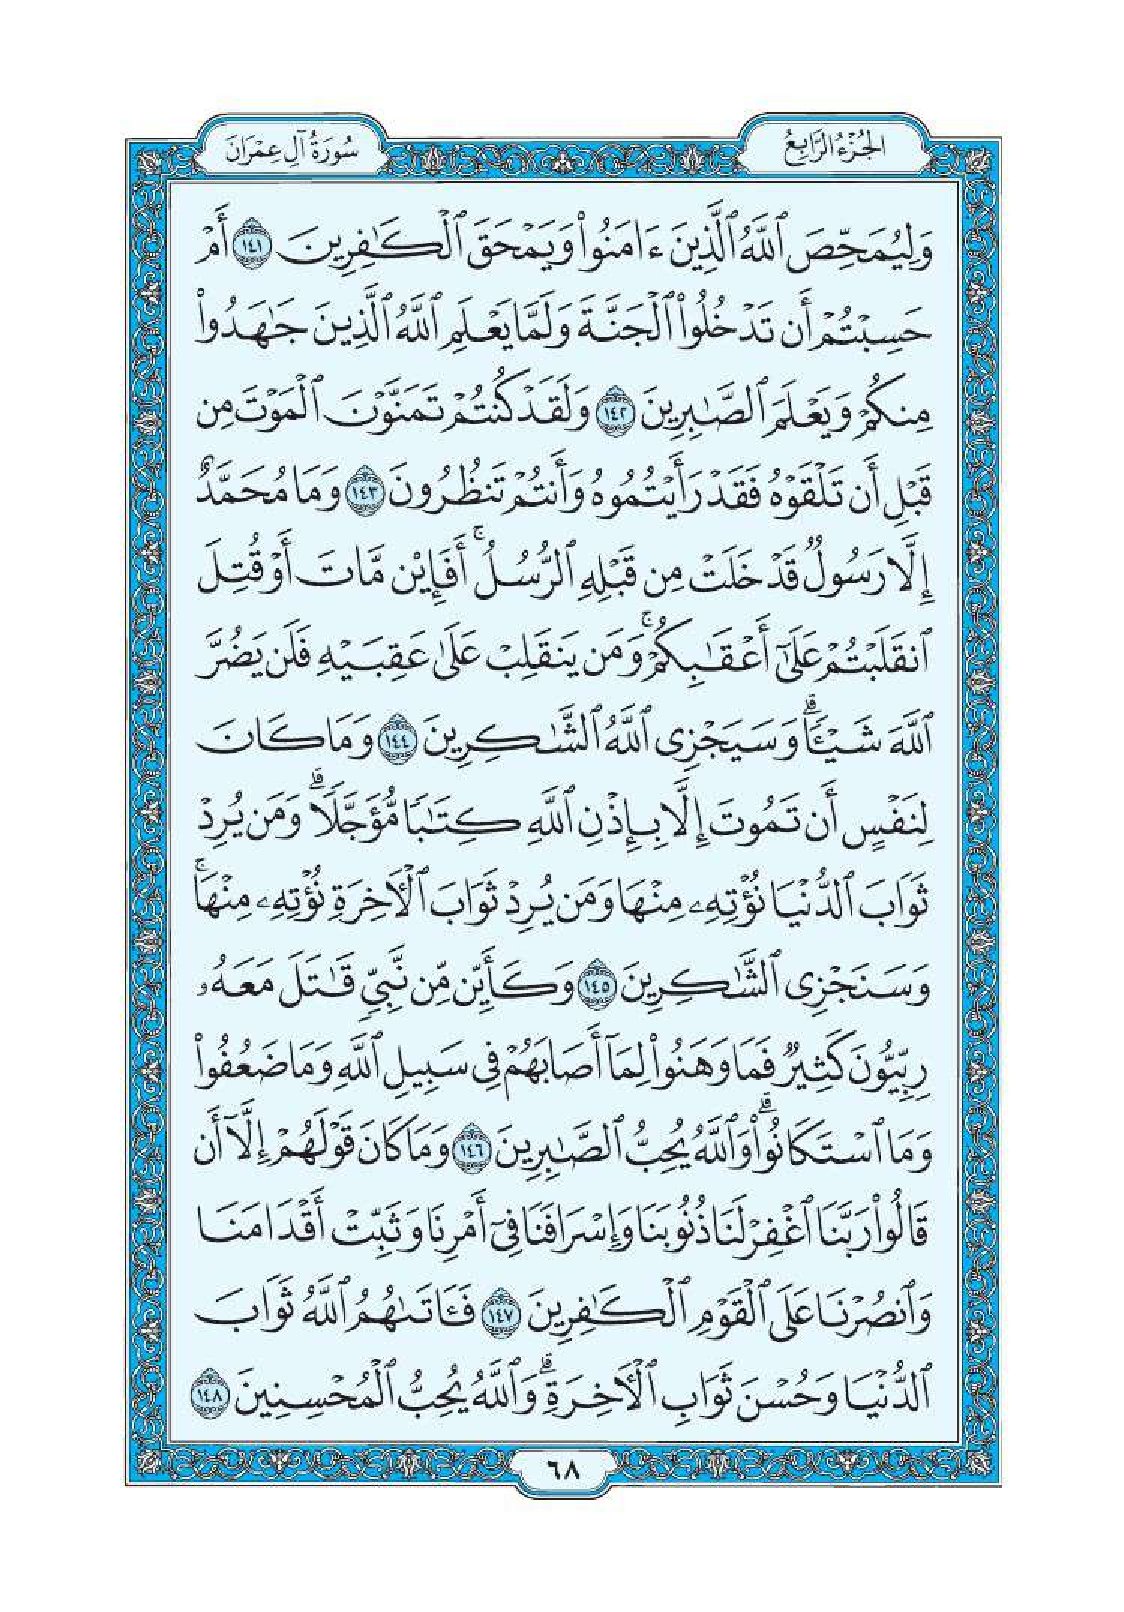 الجُزْءُ الرَّابِعُ
سُورَةُ آلِ عِمْرَانَ
وَلِيُمَحِّصَ ٱللَّهُ ٱلَّذِينَ ءَامَنُوا۟ وَيَمْحَقَ ٱلْكَـٰفِرِينَ ١٤١ أَمْ
حَسِبْتُمْ أَن تَدْخُلُوا۟ ٱلْجَنَّةَ وَلَمَّا يَعْلَمِ ٱللَّهُ ٱلَّذِينَ جَـٰهَدُوا۟
مِنكُمْ وَيَعْلَمَ ٱلصَّـٰبِرِينَ ١٤٢ وَلَقَدْ كُنتُمْ تَمَنَّوْنَ ٱلْمَوْتَ مِن
قَبْلِ أَن تَلْقَوْهُ فَقَدْ رَأَيْتُمُوهُ وَأَنتُمْ تَنظُرُونَ ١٤٣ وَمَا مُحَمَّدٌ
إِلَّا رَسُولٌ قَدْ خَلَتْ مِن قَبْلِهِ ٱلرُّسُلُ ۚ أَفَإِي۟ن مَّاتَ أَوْ قُتِلَ
ٱنقَلَبْتُمْ عَلَىٰٓ أَعْقَـٰبِكُمْ ۚ وَمَن يَنقَلِبْ عَلَىٰ عَقِبَيْهِ فَلَن يَضُرَّ
ٱللَّهَ شَيْـًٔا ۗ وَسَيَجْزِى ٱللَّهُ ٱلشَّـٰكِرِينَ ١٤٤ وَمَا كَانَ
لِنَفْسٍ أَن تَمُوتَ إِلَّا بِإِذْنِ ٱللَّهِ كِتَـٰبًا مُّؤَجَّلًا ۗ وَمَن يُرِدْ
ثَوَابَ ٱلدُّنْيَا نُؤْتِهِۦ مِنْهَا وَمَن يُرِدْ ثَوَابَ ٱلْـَٔاخِرَةِ نُؤْتِهِۦ مِنْهَا ۚ
وَسَنَجْزِى ٱلشَّـٰكِرِينَ ١٤٥ وَكَأَيِّن مِّن نَّبِىٍّ قَـٰتَلَ مَعَهُۥ
رِبِّيُّونَ كَثِيرٌ فَمَا وَهَنُوا۟ لِمَآ أَصَابَهُمْ فِى سَبِيلِ ٱللَّهِ وَمَا ضَعُفُوا۟
وَمَا ٱسْتَكَانُوا۟ ۗ وَٱللَّهُ يُحِبُّ ٱلصَّـٰبِرِينَ ١٤٦ وَمَا كَانَ قَوْلَهُمْ إِلَّآ أَن
قَالُوا۟ رَبَّنَا ٱغْفِرْ لَنَا ذُنُوبَنَا وَإِسْرَافَنَا فِىٓ أَمْرِنَا وَثَبِّتْ أَقْدَامَنَا
وَٱنصُرْنَا عَلَى ٱلْقَوْمِ ٱلْكَـٰفِرِينَ ١٤٧ فَـَٔاتَىٰهُمُ ٱللَّهُ ثَوَابَ
ٱلدُّنْيَا وَحُسْنَ ثَوَابِ ٱلْـَٔاخِرَةِ ۗ وَٱللَّهُ يُحِبُّ ٱلْمُحْسِنِينَ ١٤٨
٦٨